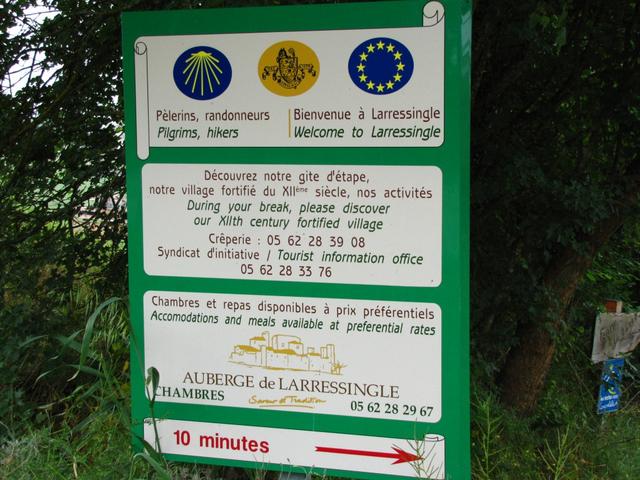 Pèlerins, randonneurs
Pilgrims, hikers
Bienvenue à Larressingle
Welcome to Larressingle
Découvrez notre gite d'étape,
notre village fortifié du XIIème siècle, nos activités
During your break, please discover
our XIIth century fortified village
Crêperie : 05 62 28 39 08
Syndicat d'initiative / Tourist information office
05 62 28 33 76
Chambres et repas disponibles à prix préférentiels
Accomodations and meals available at preferential rates
AUBERGE de LARRESSINGLE
Saveur et Tradition
CHAMBRES 05 62 28 29 67
10 minutes